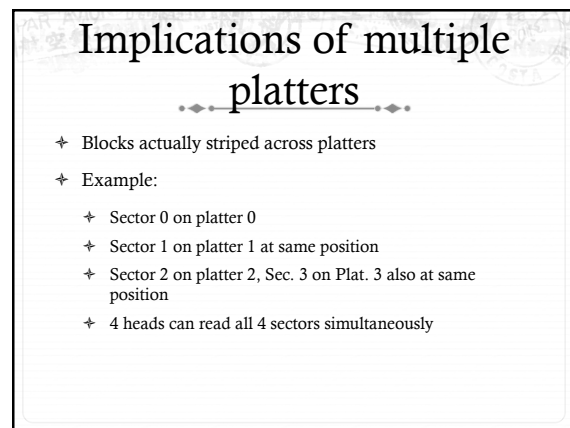 Implications of multiple
platters
Blocks actually striped across platters
Example:
Sector 0 on platter 0
Sector 1 on platter 1 at same position
Sector 2 on platter 2, Sec. 3 on Plat. 3 also at same
position
4 heads can read all 4 sectors simultaneously